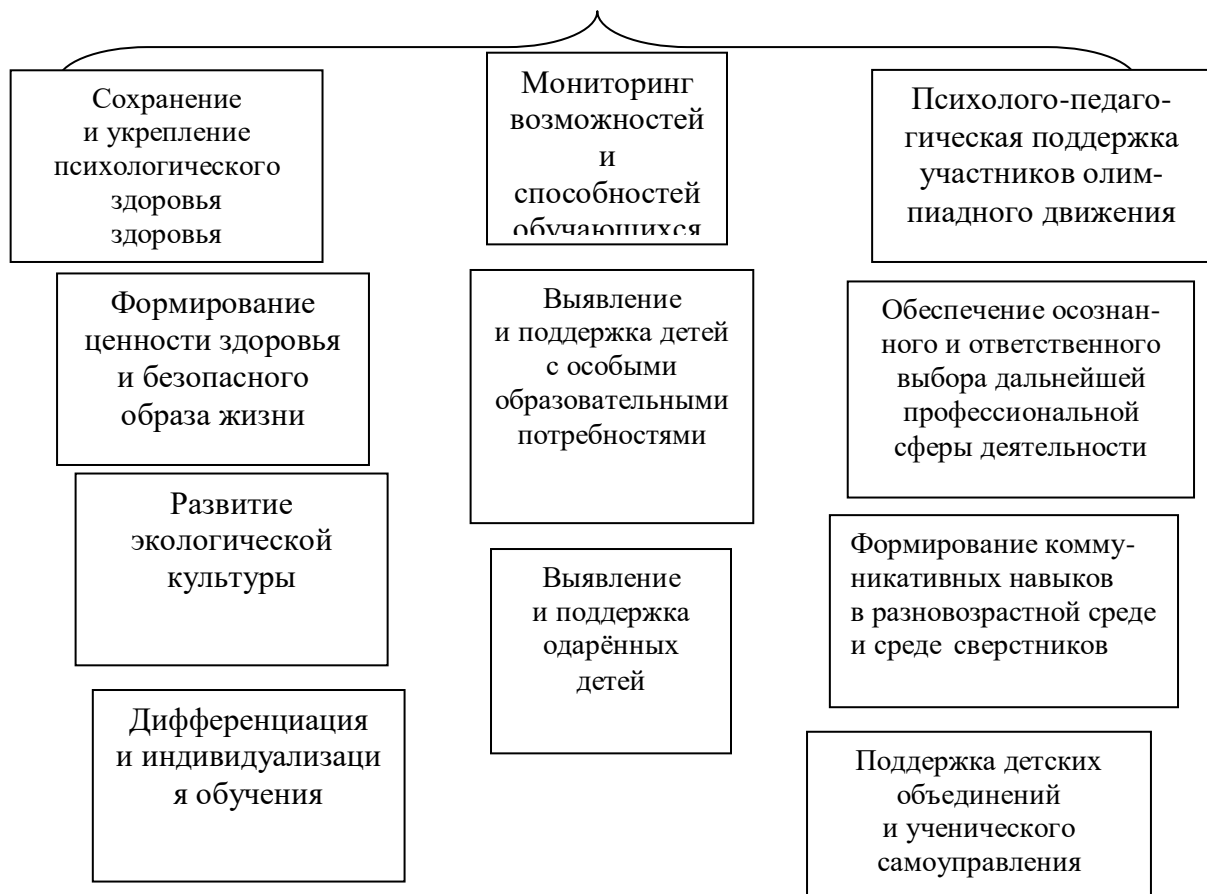 Сохранение
и укрепление
психологического
здоровья
здоровья
Формирование
ценности здоровья
и безопасного
образа жизни
Развитие
экологической
культуры
Дифференциация
и индивидуализаци
я обучения
Мониторинг
возможностей
и
способностей
обучающихся
Выявление
и поддержка детей
с особыми
образовательными
потребностями
Выявление
и поддержка
одарённых
детей
Психолого-педаго-
гическая поддержка
участников олим-
пиадного движения
Обеспечение осознан-
ного и ответственного
выбора дальнейшей
профессиональной
сферы деятельности
Формирование комму-
никативных навыков
в разновозрастной среде
и среде сверстников
Поддержка детских
объединений
и ученического
самоуправления